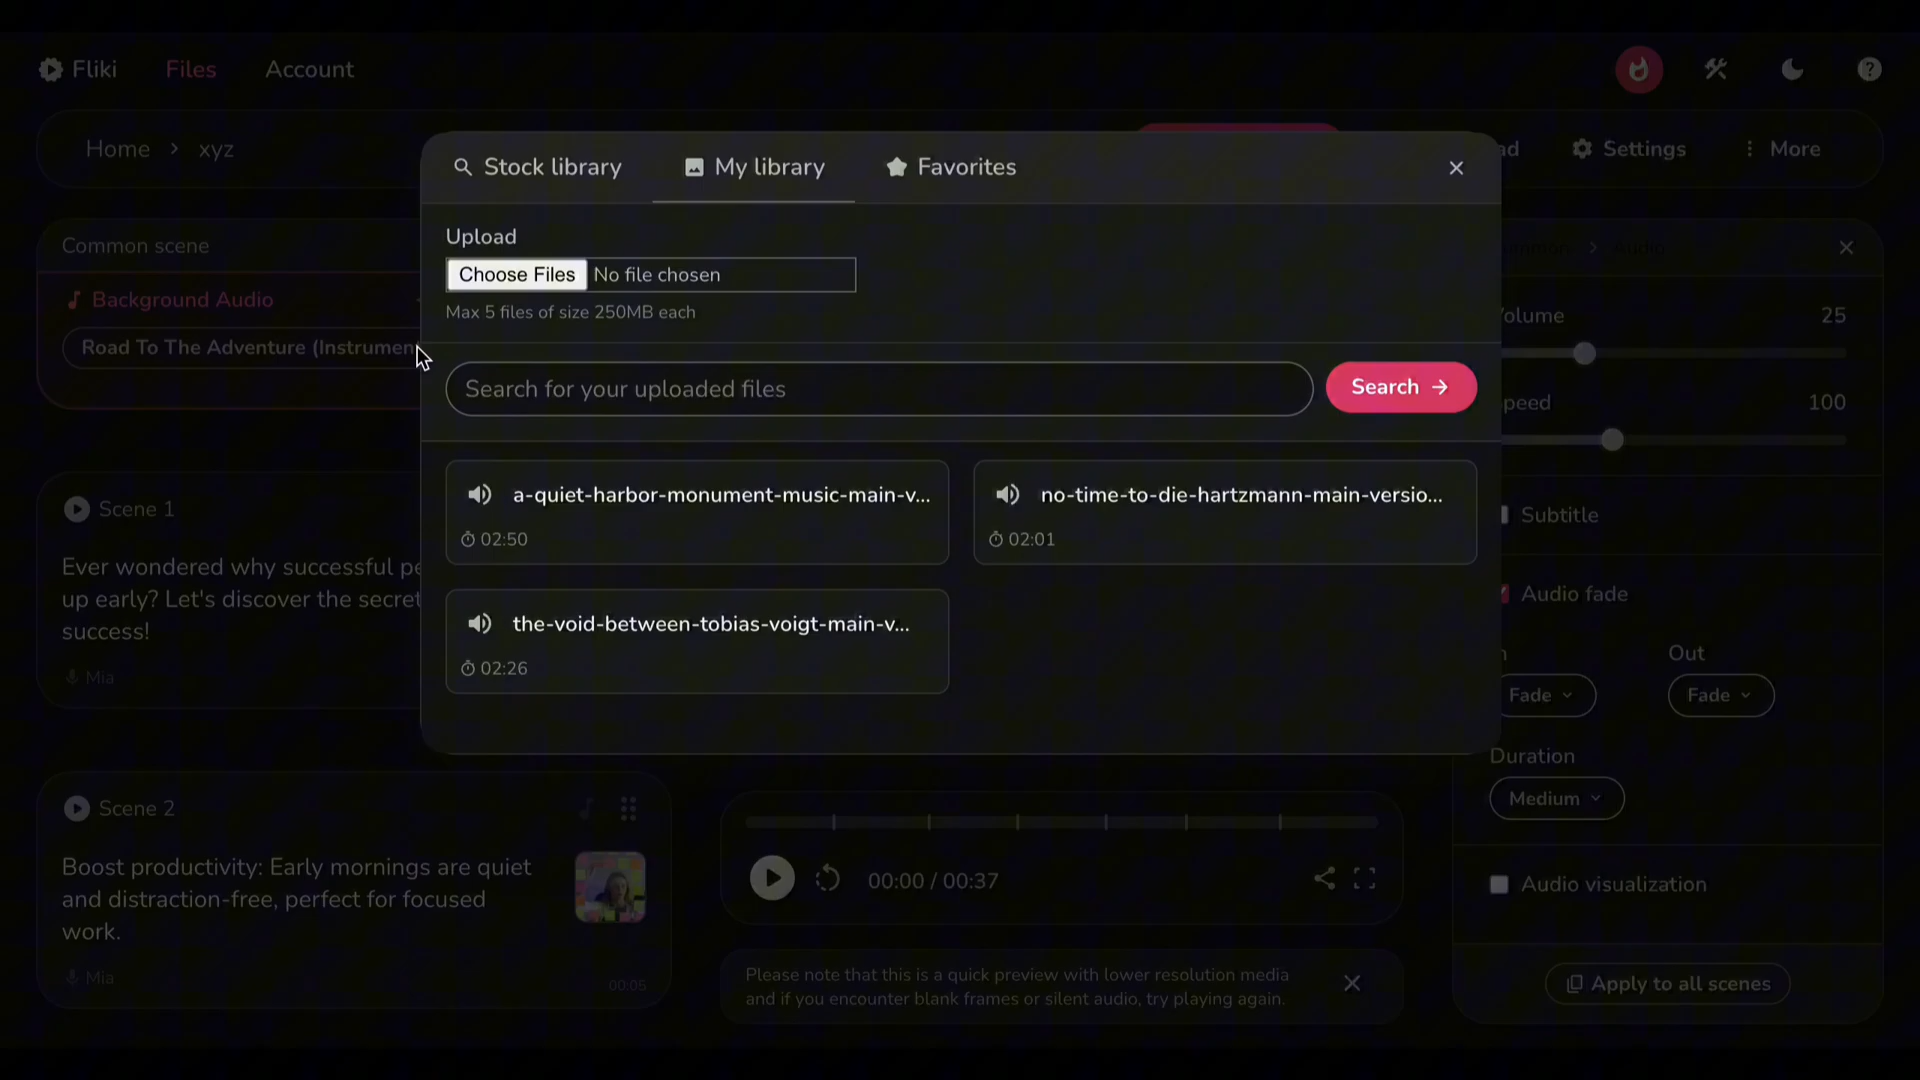 Fliki
Files
Account
Home > xyz
Settings
More
Stock library
My library
Favorites
Upload
Choose Files No file chosen
Max 5 files of size 250MB each
Search for your uploaded files
Search
a-quiet-harbor-monument-music-main-v...
02:50
no-time-to-die-hartzmann-main-versio...
02:01
the-void-between-tobias-voigt-main-v...
02:26
Common scene
Background Audio
Road To The Adventure (Instrumen
Scene 1
Ever wondered why successful pe
up early? Let's discover the secret
success!
Mia
Scene 2
Boost productivity: Early mornings are quiet
and distraction-free, perfect for focused
work.
Mia
00:05
00:00 / 00:37
Please note that this is a quick preview with lower resolution media
and if you encounter blank frames or silent audio, try playing again.
Audio
olume
25
peed
100
Subtitle
Audio fade
Out
Fade
Fade
Duration
Medium
Audio visualization
Apply to all scenes